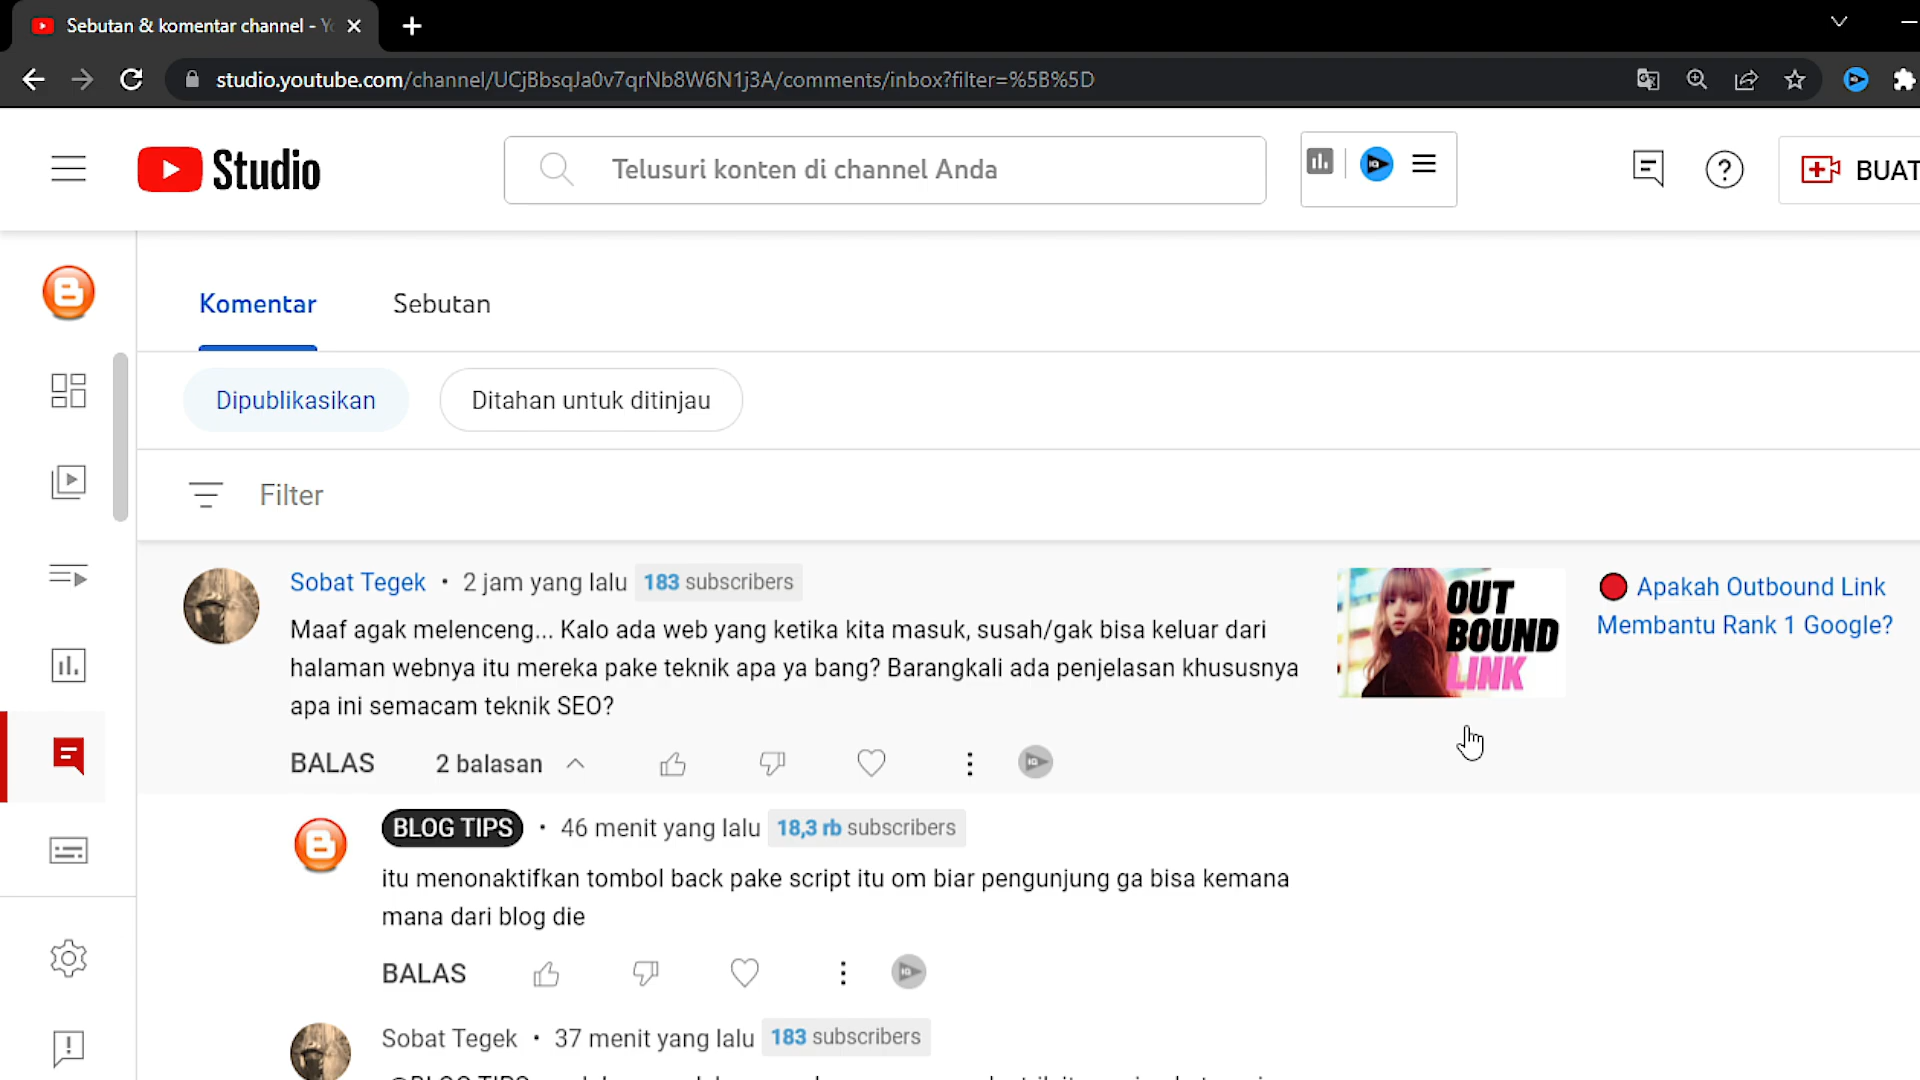 Sebutan & komentar channel -
studio.youtube.com/channel/UCjBbsqJa0v7qrNb8W6N1j3A/comments/inbox?filter=%5B%5D
Studio
Telusuri konten di channel Anda
BUAT
Komentar
Sebutan
Dipublikasikan
Ditahan untuk ditinjau
Filter
Sobat Tegek • 2 jam yang lalu 183 subscribers
Maaf agak melenceng... Kalo ada web yang ketika kita masuk, susah/gak bisa keluar dari
halaman webnya itu mereka pake teknik apa ya bang? Barangkali ada penjelasan khususnya
apa ini semacam teknik SEO?
OUT
BOUND
LINK
Apakah Outbound Link
Membantu Rank 1 Google?
BALAS 2 balasan
BLOG TIPS • 46 menit yang lalu 18,3 rb subscribers
itu menonaktifkan tombol back pake script itu om biar pengunjung ga bisa kemana
mana dari blog die
BALAS
Sobat Tegek • 37 menit yang lalu 183 subscribers